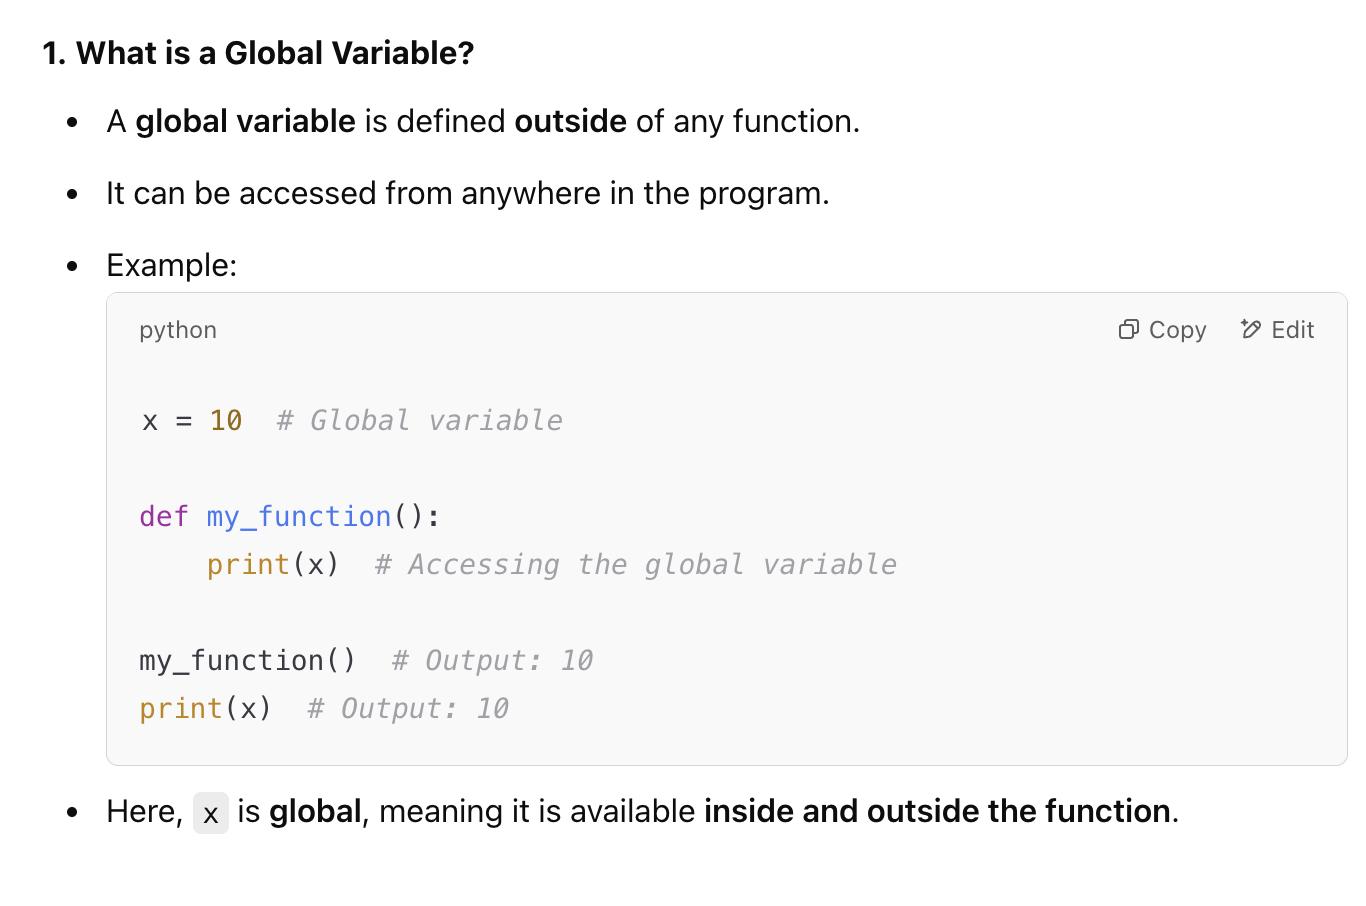 1. What is a Global Variable?
• A global variable is defined outside of any function.
• It can be accessed from anywhere in the program.
• Example:
python Copy Edit
x = 10  # Global variable
def my_function():
    print(x)  # Accessing the global variable
my_function()  # Output: 10
print(x)  # Output: 10
• Here, x is global, meaning it is available inside and outside the function.